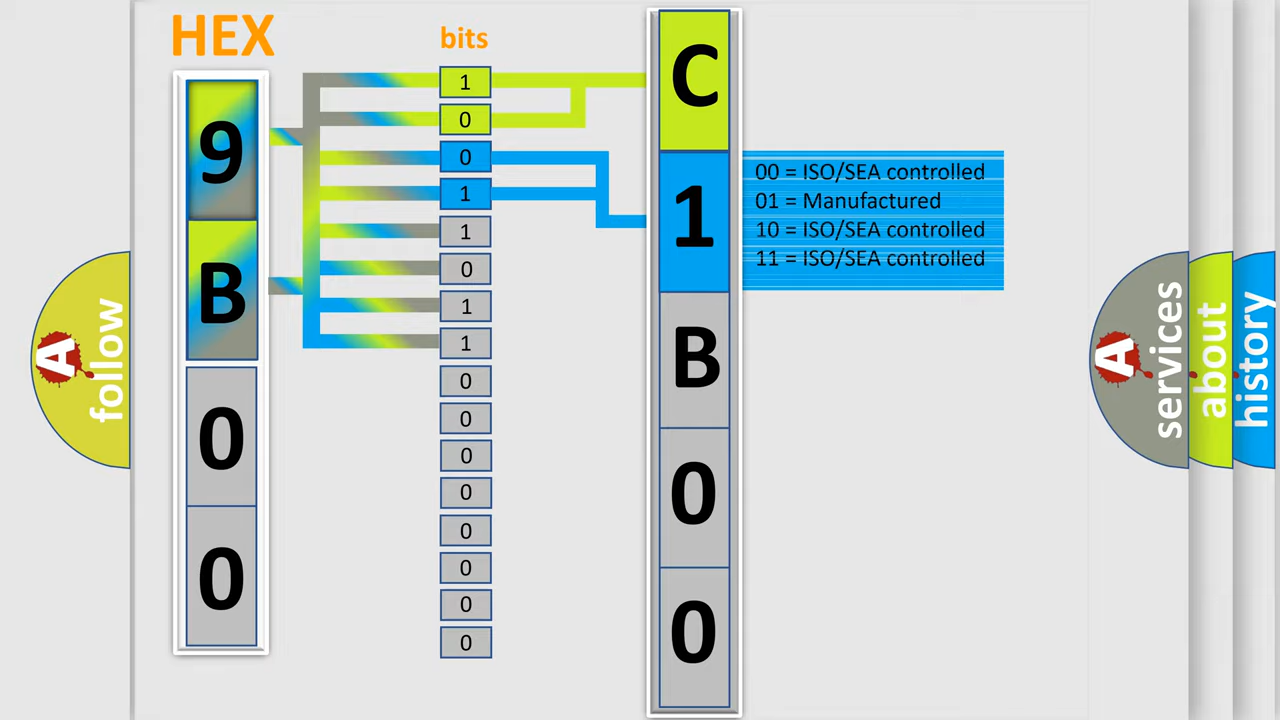 HEX
bits
9
B
0
0
1
0
0
1
1
0
1
1
0
0
0
0
0
0
0
0
C
1
B
0
0
00 = ISO/SEA controlled
01 = Manufactured
10 = ISO/SEA controlled
11 = ISO/SEA controlled
A
follow
A
services
about
history